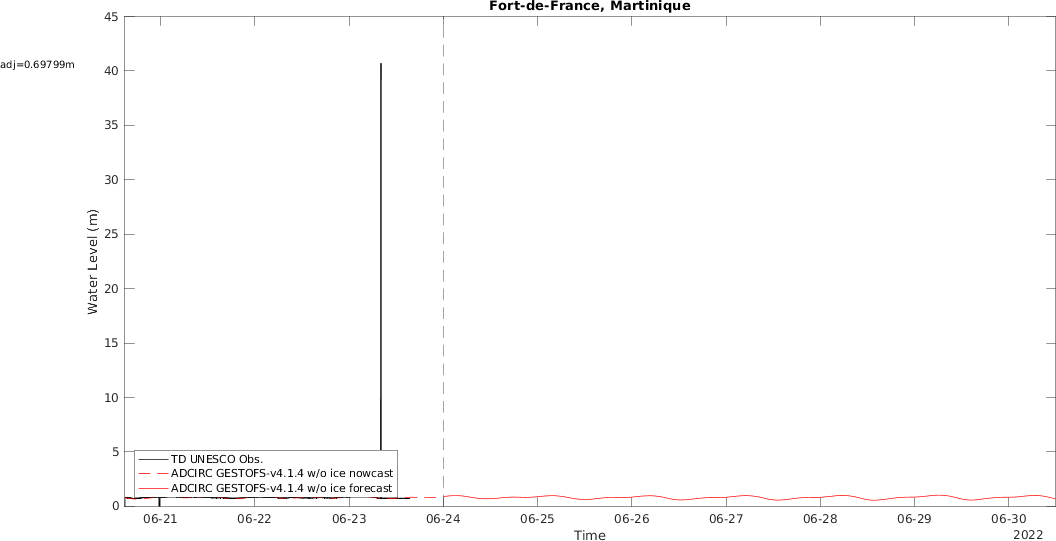 Fort-de-France, Martinique
adj=0.69799m
Water Level (m)
45
40
35
30
25
20
15
10
5
0
TD UNESCO Obs.
ADCIRC GESTOFS-v4.1.4 w/o ice nowcast
ADCIRC GESTOFS-v4.1.4 w/o ice forecast
06-21 06-22 06-23 06-24 06-25 06-26 06-27 06-28 06-29 06-30
Time
2022